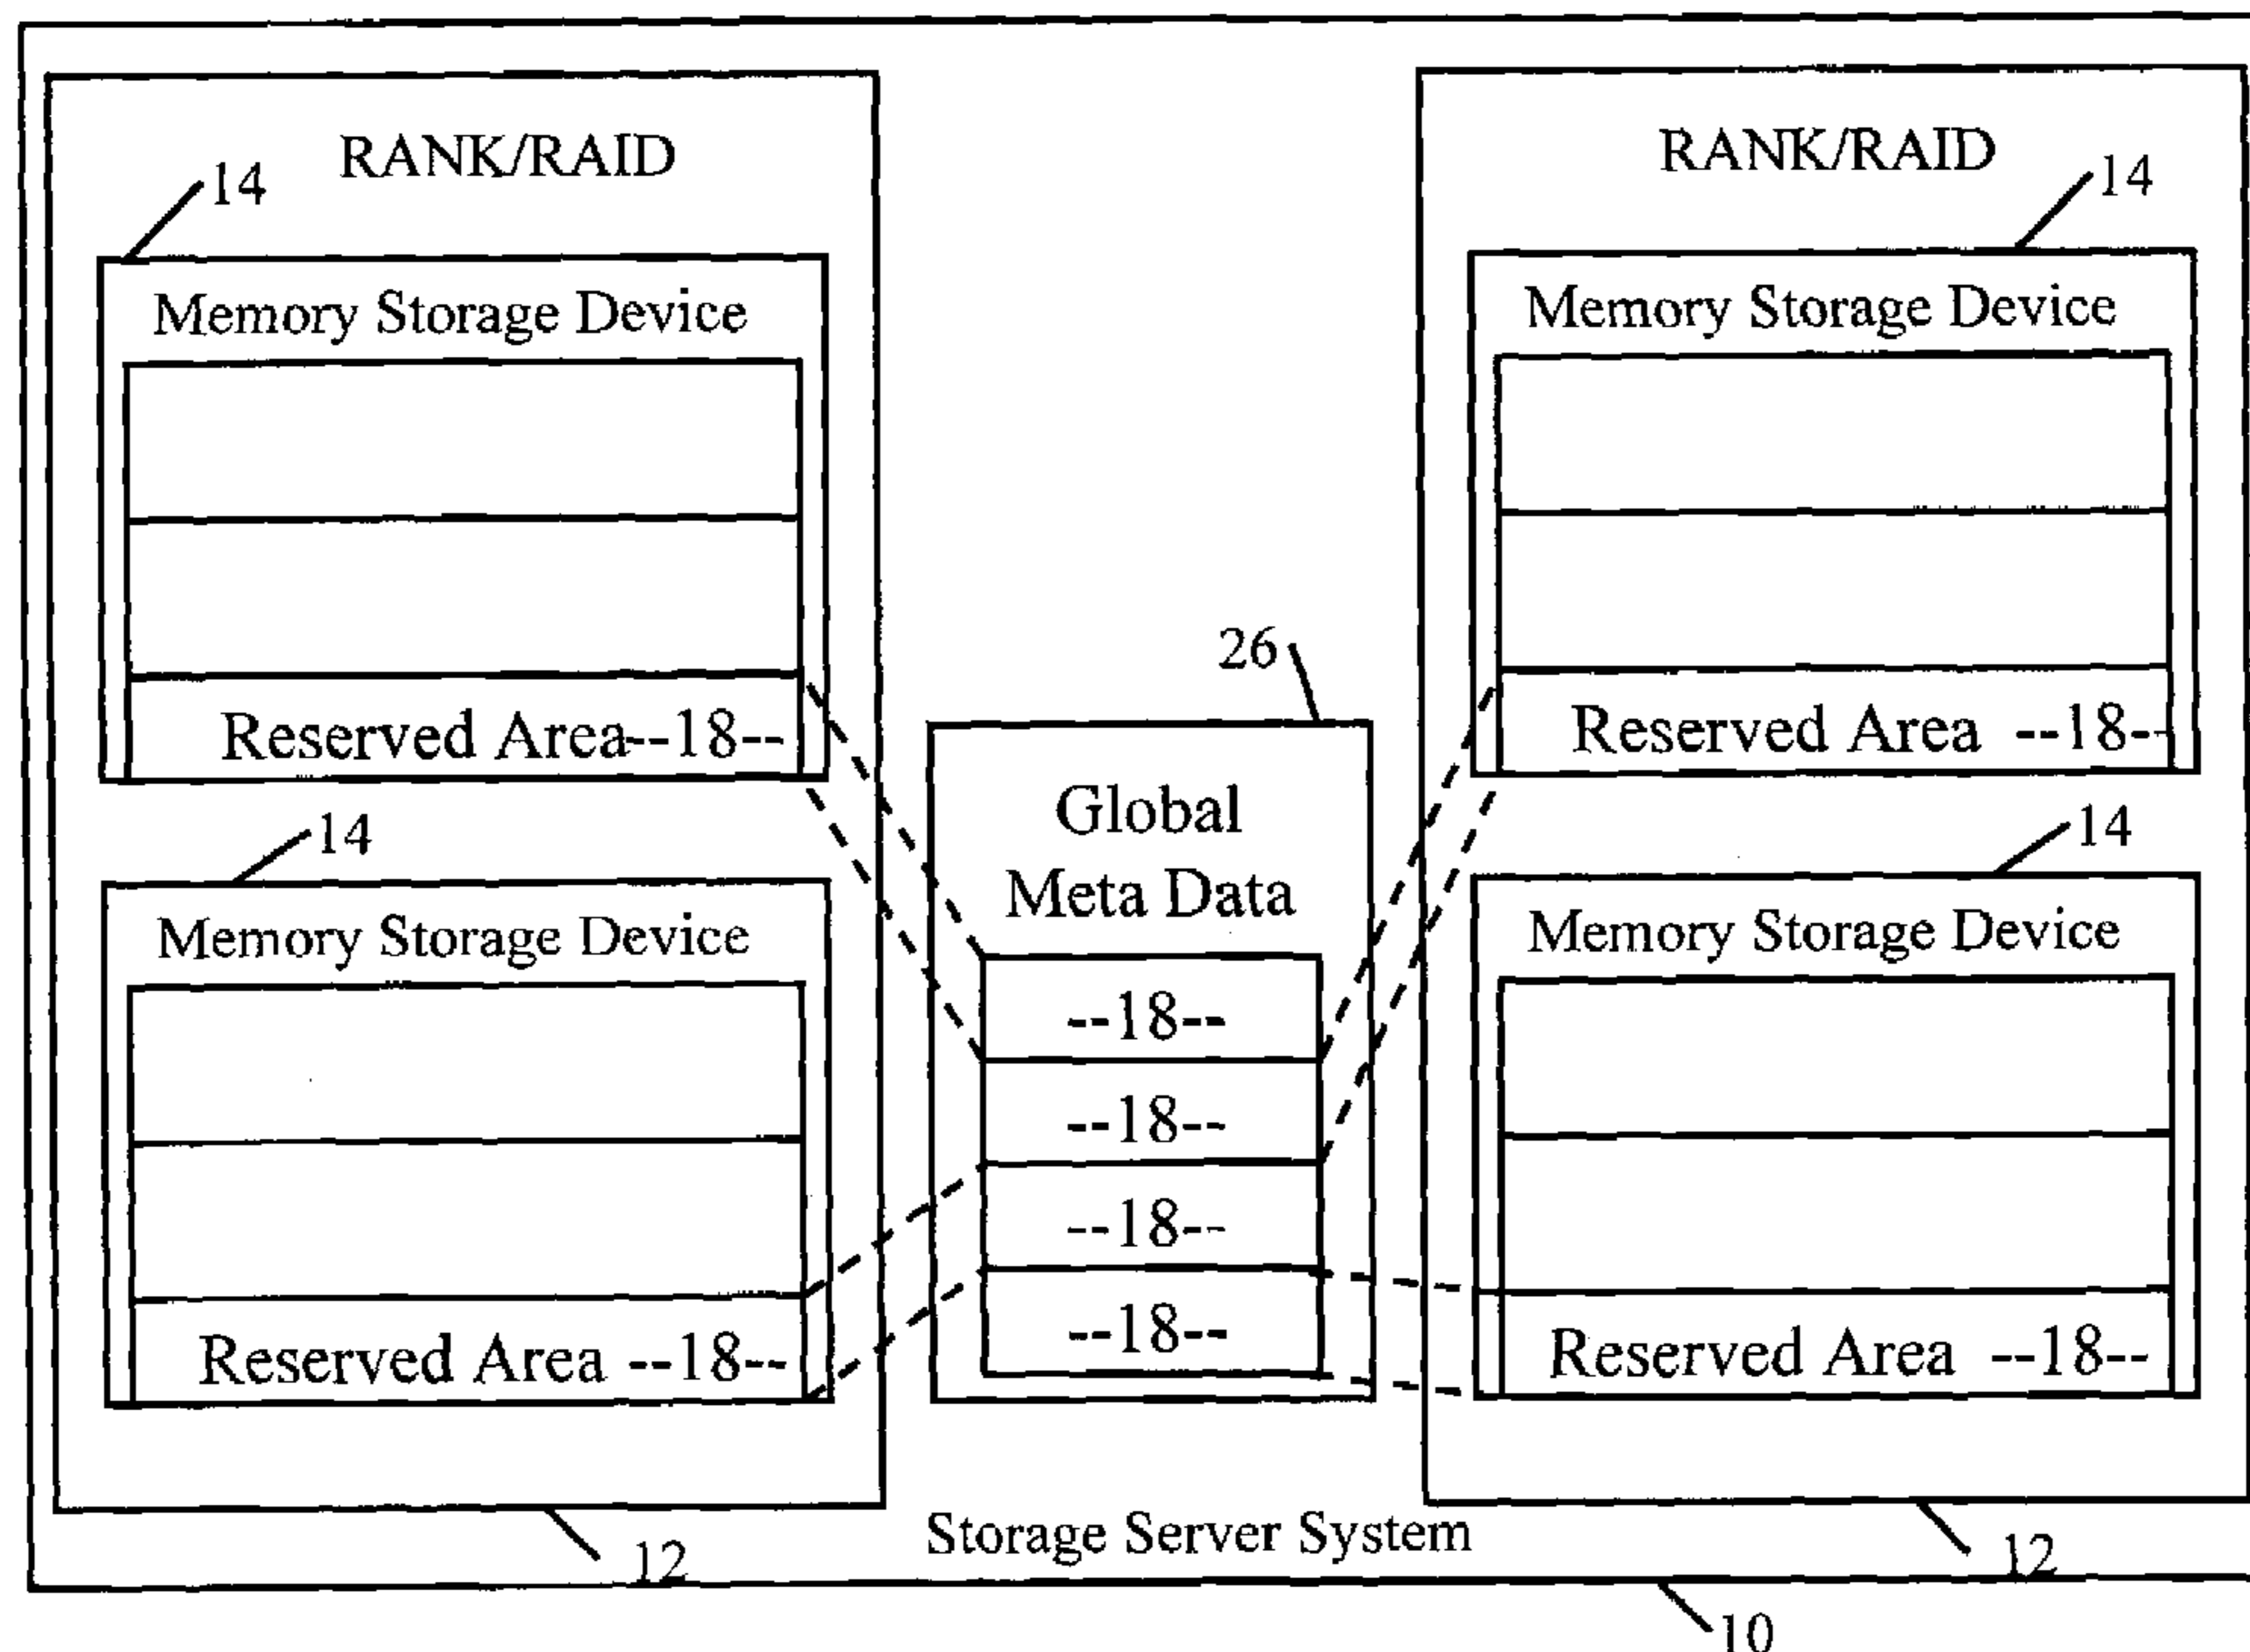 RANK/RAID
14
Memory Storage Device
Reserved Area--18--
14
Memory Storage Device
Reserved Area --18--
12
26
Global
Meta Data
--18--
--18--
--18--
--18--
Storage Server System
RANK/RAID
14
Memory Storage Device
Reserved Area --18--
14
Memory Storage Device
Reserved Area --18--
12
10